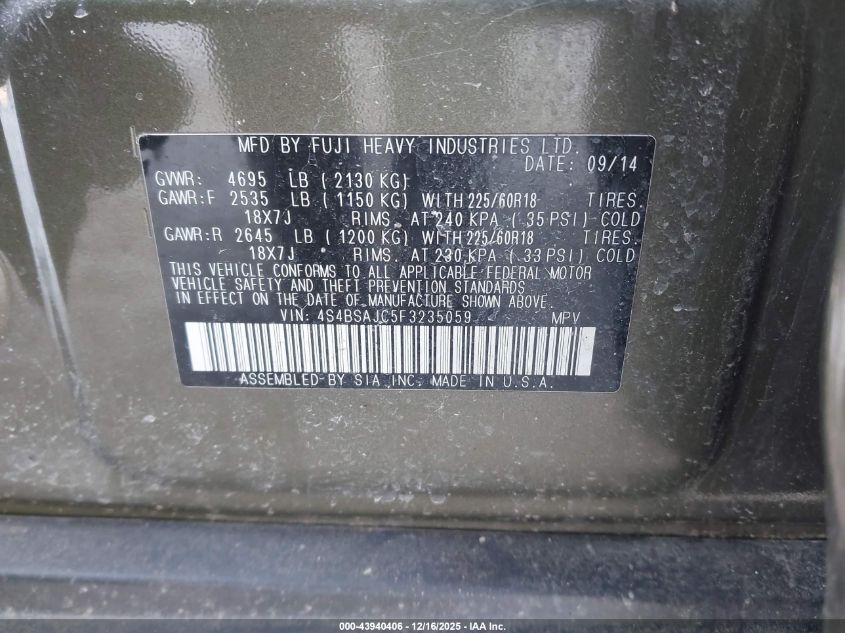 MFD BY FUJI HEAVY INDUSTRIES LTD.
DATE: 09/14
GVWR: 4695 LB (2130 KG)
GAWR:F 2535 LB (1150 KG) WITH 225/60R18 TIRES.
18X7J RIMS. AT 240 KPA (35 PSI) COLD
GAWR:R 2645 LB (1200 KG) WITH 225/60R18 TIRES.
18X7J RIMS. AT 230 KPA (33 PSI) COLD
THIS VEHICLE CONFORMS TO ALL APPLICABLE FEDERAL MOTOR
VEHICLE SAFETY AND THEFT PREVENTION STANDARDS
IN EFFECT ON THE DATE OF MANUFACTURE SHOWN ABOVE.
VIN: 4S4BSAJC5F3235059 MPV
ASSEMBLED BY SIA INC. MADE IN U.S.A.
000-43940406 - 12/16/2025 - IAA Inc.